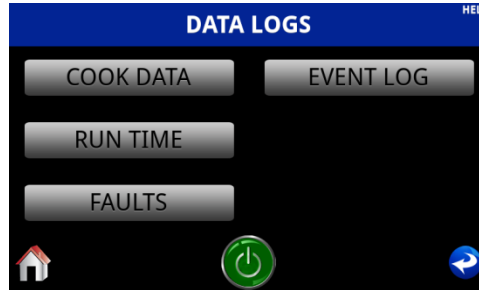 DATA LOGS
COOK DATA
EVENT LOG
RUN TIME
FAULTS